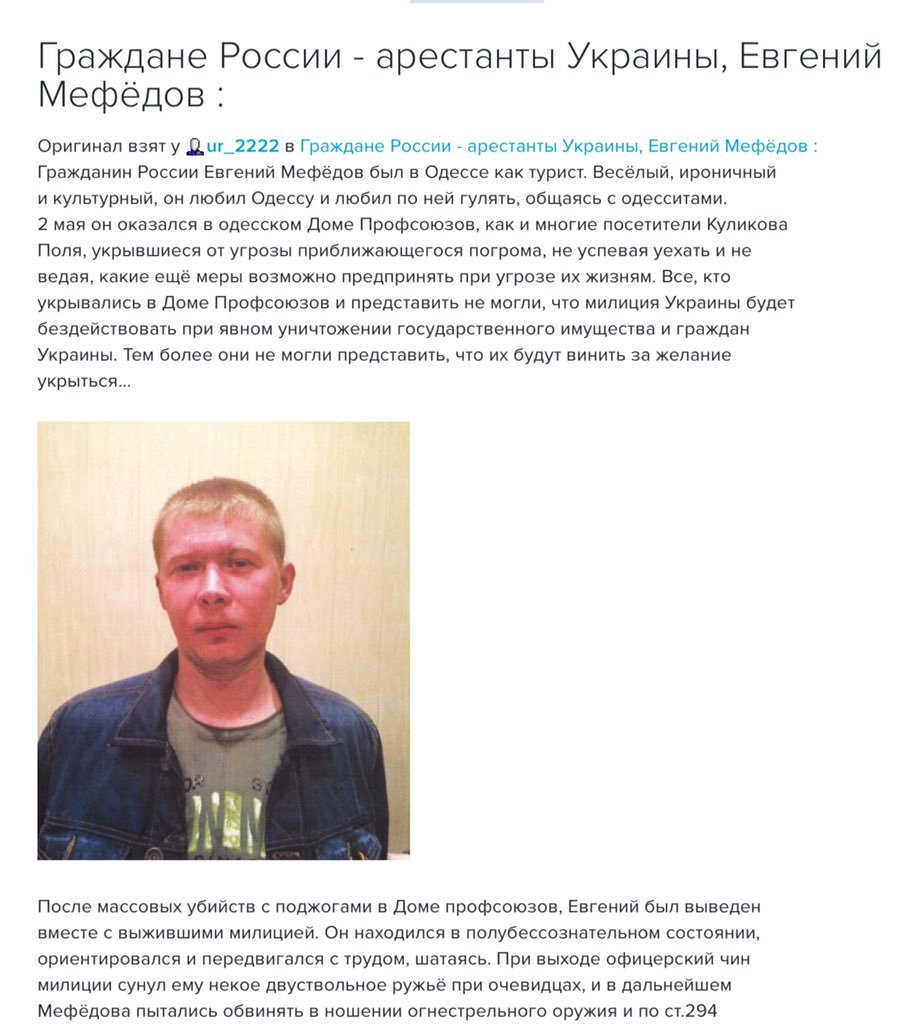 Граждане России - арестанты Украины, Евгений
Мефёдов :
Оригинал взят у ur_2222 в Граждане России - арестанты Украины, Евгений Мефёдов :
Гражданин России Евгений Мефёдов был в Одессе как турист. Весёлый, ироничный
и культурный, он любил Одессу и любил по ней гулять, общаясь с одесситами.
2 мая он оказался в одесском Доме Профсоюзов, как и многие посетители Куликова
Поля, укрывшиеся от угрозы приближающегося погрома, не успевая уехать и не
ведая, какие ещё меры возможно предпринять при угрозе их жизням. Все, кто
укрывались в Доме Профсоюзов и представить не могли, что милиция Украины будет
бездействовать при явном уничтожении государственного имущества и граждан
Украины. Тем более они не могли представить, что их будут винить за желание
укрыться...
После массовых убийств с поджогами в Доме профсоюзов, Евгений был выведен
вместе с выжившими милицией. Он находился в полубессознательном состоянии,
ориентировался и передвигался с трудом, шатаясь. При выходе офицерский чин
милиции сунул ему некое двуствольное ружьё при очевидцах, и в дальнейшем
Мефёдова пытались обвинять в ношении огнестрельного оружия и по ст.294